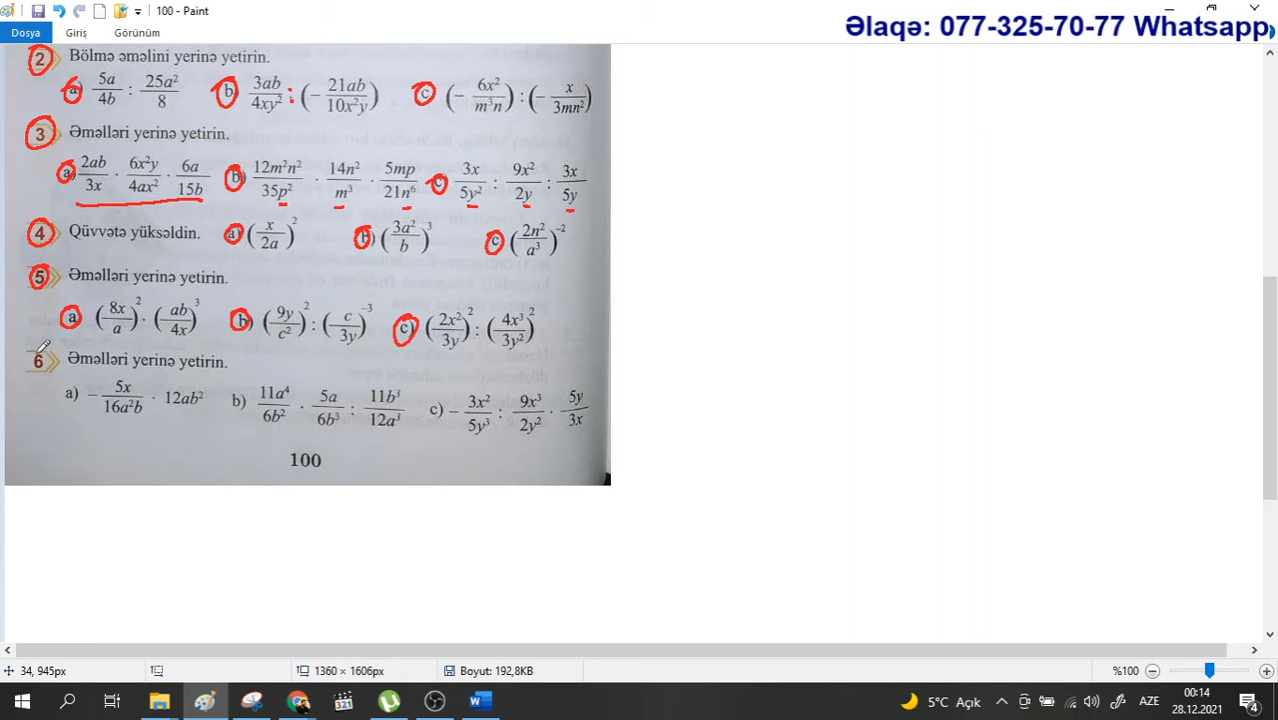 100 - Paint
Əlaqə: 077-325-70-77 Whatsapp
Dosya Giriş Görünüm
2 Bölmə əməlini yerinə yetirin.
a) 5a/4b : 25a²/8 b) 3ab/4xy² : (− 21ab/10x²y) c) (− 6x²/m³n) : (− x/3mn²)
3 Əməlləri yerinə yetirin.
a) 2ab/3x · 6x²y/4ax² · 6a/15b b) 12m²n²/35p² · 14n²/m³ · 5mp/21n⁶ c) 3x/5y² : 9x²/2y : 3x/5y
4 Qüvvətə yüksəldin. a) (x/2a)² b) (3a²/b)³ c) (2n²/a³)⁻²
5 Əməlləri yerinə yetirin.
a) (8x/a)² · (ab/4x)³ b) (9y/c²)² : (c/3y)⁻³ c) (2x²/3y)² : (4x³/3y²)²
6 Əməlləri yerinə yetirin.
a) − 5x/16a²b · 12ab² b) 11a⁴/6b² · 5a/6b³ : 11b³/12a³ c) − 3x²/5y³ : 9x³/2y² · 5y/3x
100
34, 945px 1360 × 1606px Boyut: 192,8KB %100
5°C Açık AZE 00:14
28.12.2021 4